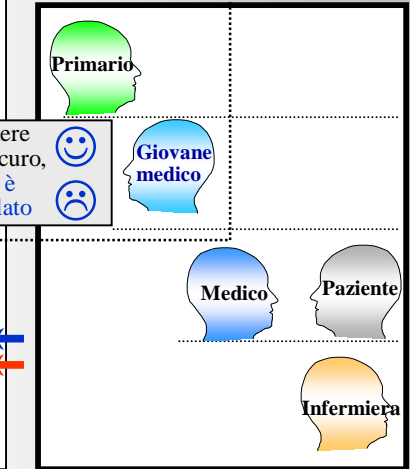 Primario
ere
curo,
è
lato
Giovane
medico
Medico
Paziente
Infermiera